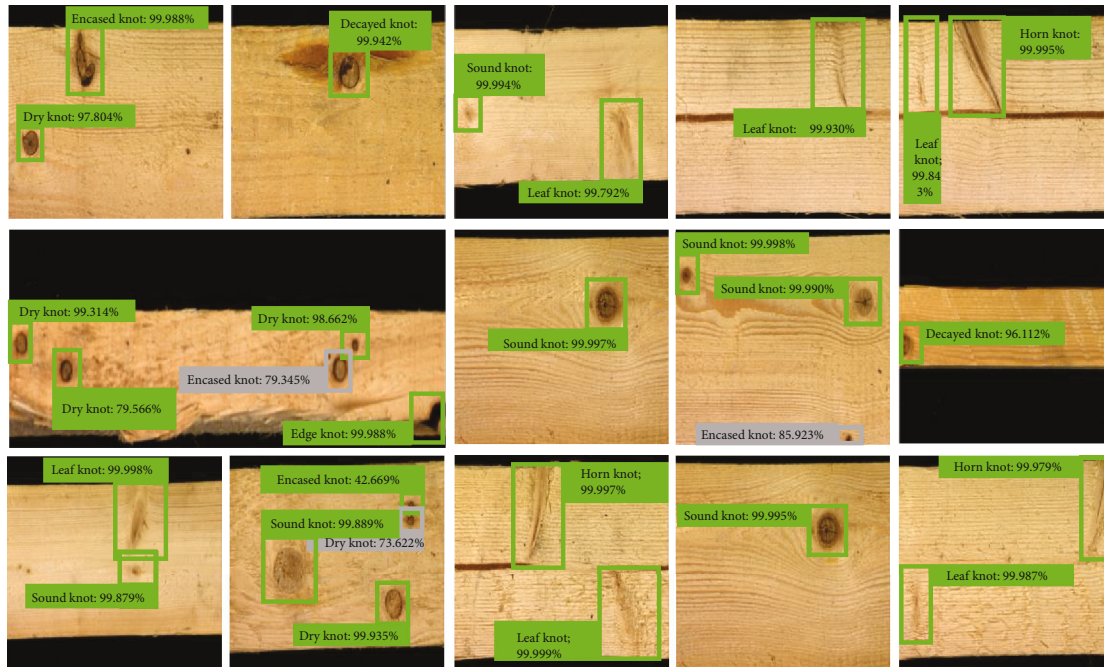 Encased knot: 99.988%
Dry knot: 97.804%
Decayed knot:
99.942%
Sound knot:
99.994%
Leaf knot: 99.792%
Leaf knot: 99.930%
Horn knot:
99.995%
Leaf
knot;
99.84
3%
Dry knot: 99.314%
Dry knot: 98.662%
Encased knot: 79.345%
Dry knot: 79.566%
Edge knot: 99.988%
Sound knot: 99.997%
Sound knot: 99.998%
Sound knot: 99.990%
Encased knot: 85.923%
Decayed knot: 96.112%
Leaf knot: 99.998%
Sound knot: 99.879%
Encased knot: 42.669%
Sound knot: 99.889%
Dry knot: 73.622%
Dry knot: 99.935%
Horn knot;
99.997%
Leaf knot;
99.999%
Sound knot: 99.995%
Horn knot: 99.979%
Leaf knot: 99.987%